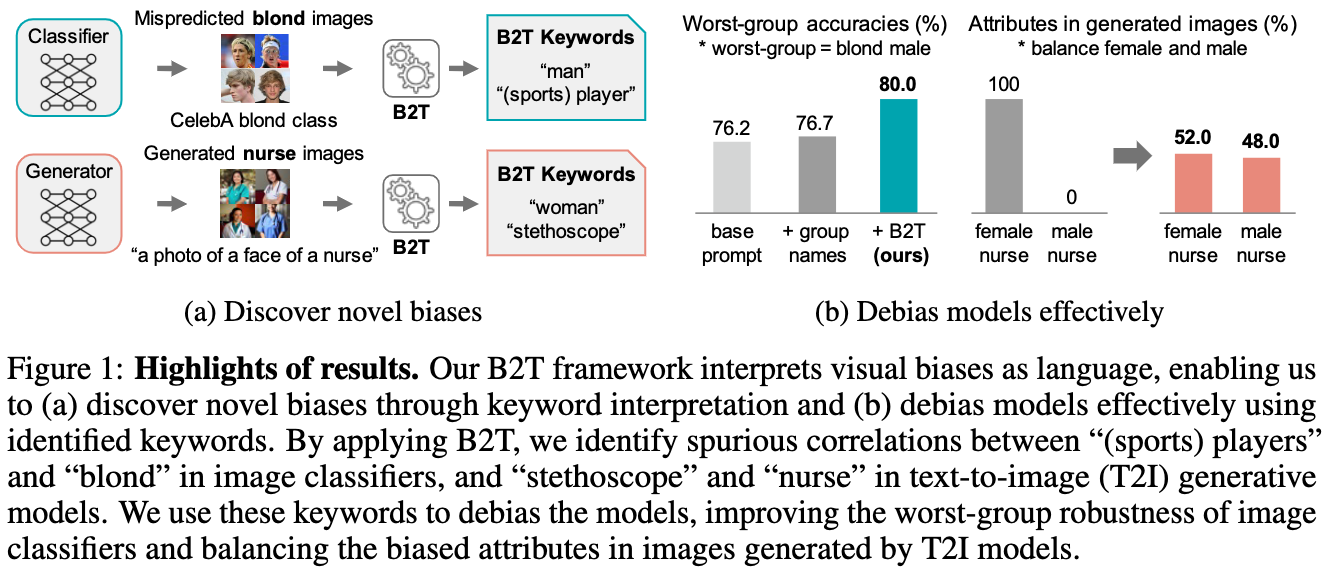 Classifier
Mispredicted blond images
CelebA blond class
B2T
B2T Keywords
“man”
“(sports) player”
Generator
Generated nurse images
“a photo of a face of a nurse”
B2T
B2T Keywords
“woman”
“stethoscope”
(a) Discover novel biases
Worst-group accuracies (%)
* worst-group = blond male
76.2
76.7
80.0
base
prompt
+ group
names
+ B2T
(ours)
Attributes in generated images (%)
* balance female and male
100
0
52.0
48.0
female
nurse
male
nurse
female
nurse
male
nurse
(b) Debias models effectively
Figure 1: Highlights of results. Our B2T framework interprets visual biases as language, enabling us
to (a) discover novel biases through keyword interpretation and (b) debias models effectively using
identified keywords. By applying B2T, we identify spurious correlations between “(sports) players”
and “blond” in image classifiers, and “stethoscope” and “nurse” in text-to-image (T2I) generative
models. We use these keywords to debias the models, improving the worst-group robustness of image
classifiers and balancing the biased attributes in images generated by T2I models.